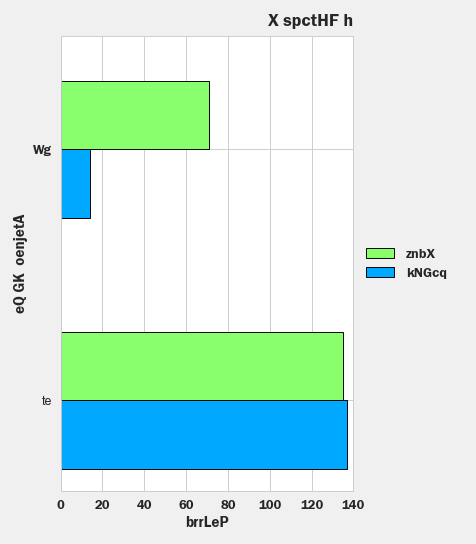 X spctHF h
Wg
te
eQ GK  oenjetA
0 20 40 60 80 100 120 140
brrLeP
znbX
kNGcq